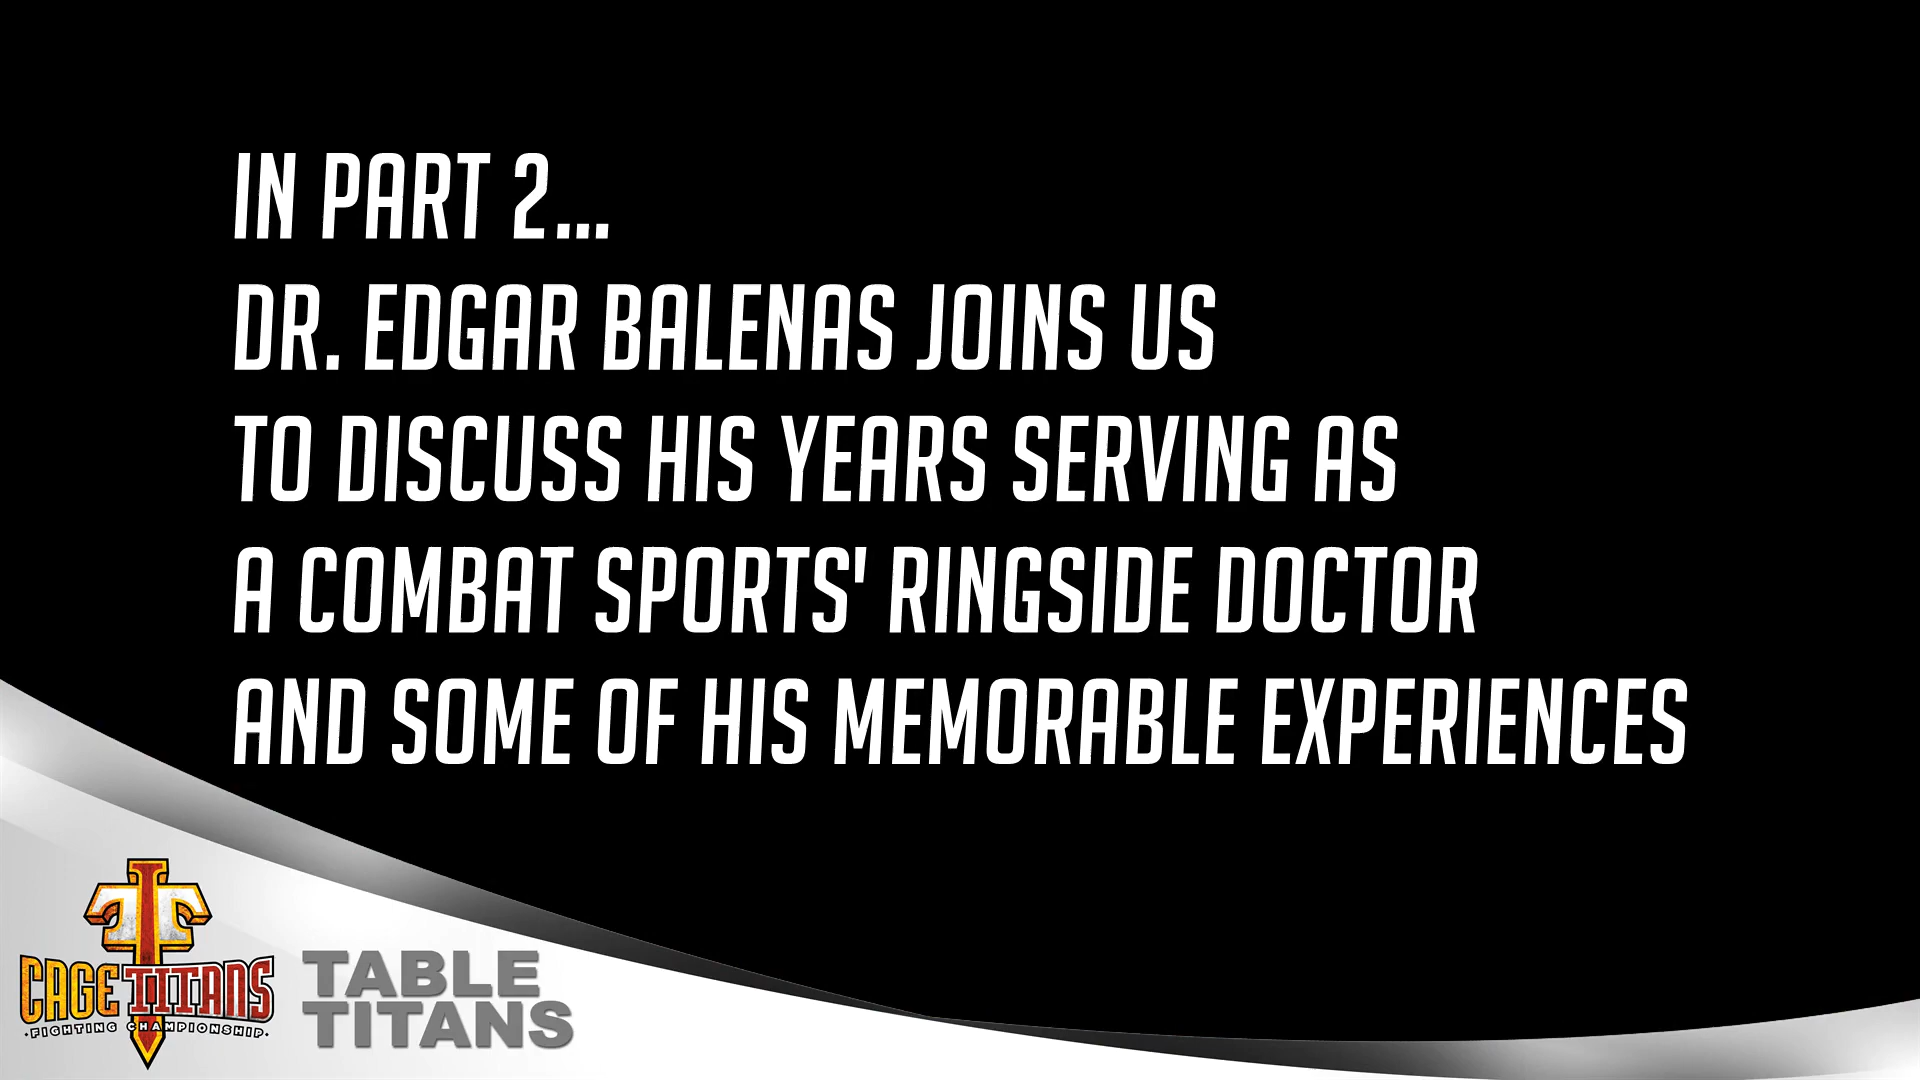 IN PART 2...
DR. EDGAR BALENAS JOINS US
TO DISCUSS HIS YEARS SERVING AS
A COMBAT SPORTS' RINGSIDE DOCTOR
AND SOME OF HIS MEMORABLE EXPERIENCES
CAGE TITANS
FIGHTING CHAMPIONSHIP
TABLE
TITANS